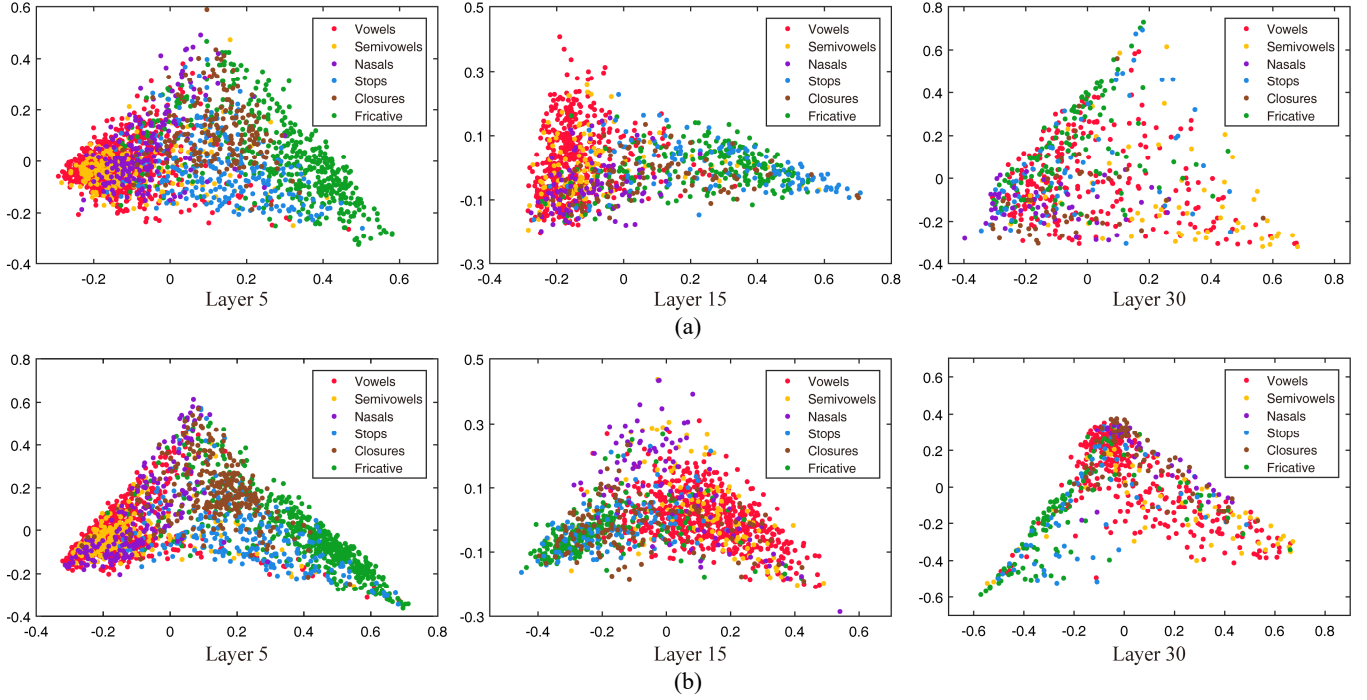 0.6
0.4
0.2
0
-0.2
-0.4
-0.2
0
0.2
0.4
0.6
Vowels
Semivowels
Nasals
Stops
Closures
Fricative
Layer 5
0.5
0.3
0.1
-0.1
-0.3
-0.4
-0.2
0
0.2
0.4
0.6
0.8
Vowels
Semivowels
Nasals
Stops
Closures
Fricative
Layer 15
0.8
0.6
0.4
0.2
0
-0.2
-0.4
-0.4
-0.2
0
0.2
0.4
0.6
0.8
Vowels
Semivowels
Nasals
Stops
Closures
Fricative
Layer 30
(a)
0.8
0.6
0.4
0.2
0
-0.2
-0.4
-0.4
-0.2
0
0.2
0.4
0.6
0.8
Vowels
Semivowels
Nasals
Stops
Closures
Fricative
Layer 5
0.5
0.3
0.1
-0.1
-0.3
-0.4
-0.2
0
0.2
0.4
0.6
Vowels
Semivowels
Nasals
Stops
Closures
Fricative
Layer 15
0.6
0.4
0.2
0
-0.2
-0.4
-0.6
-0.6
-0.4
-0.2
0
0.2
0.4
0.6
0.8
Vowels
Semivowels
Nasals
Stops
Closures
Fricative
Layer 30
(b)